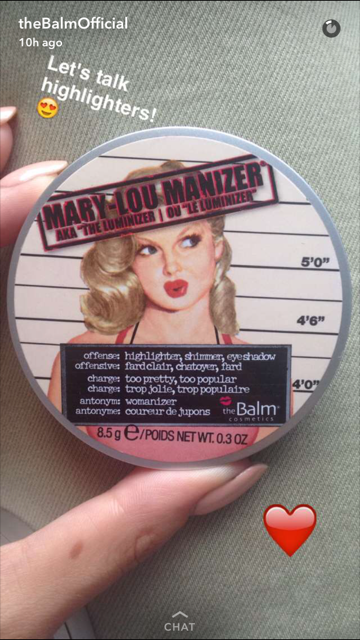 theBalmOfficial
10h ago
Let's talk
highlighters!
MARY-LOU MANIZER®
AKA "THE LUMINIZER" | OU "LE LUMINIZER"
5'0"
4'6"
4'0"
offense: highlighter, shimmer, eyeshadow
offensive: fard clair, chatoyer, fard
charge: too pretty, too popular
charge: trop jolie, trop populaire
antonym: womanizer
antonyme: coureur de jupons
theBalm®
cosmetics
8.5 g e/POIDS NET WT. 0.3 OZ
CHAT